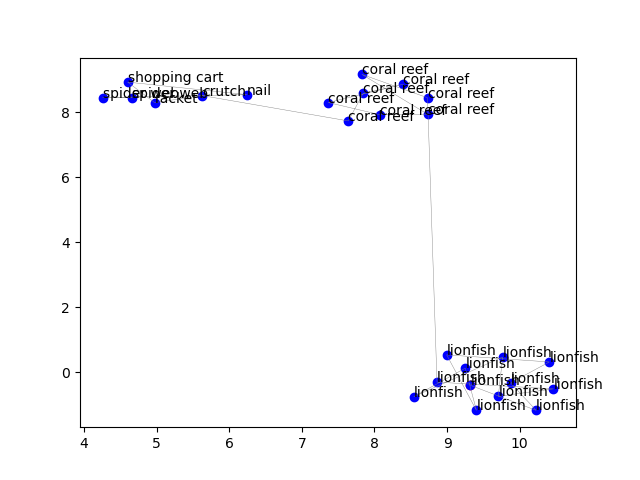 coral reef
shopping cart
coral reef
coral reef
spider web
spider web
crutch
nail
coral reef
coral reef
coral reef
coral reef
coral reef
8
6
4
2
0
lionfish
lionfish
lionfish
lionfish
lionfish
lionfish
lionfish
lionfish
lionfish
lionfish
lionfish
lionfish
4
5
6
7
8
9
10